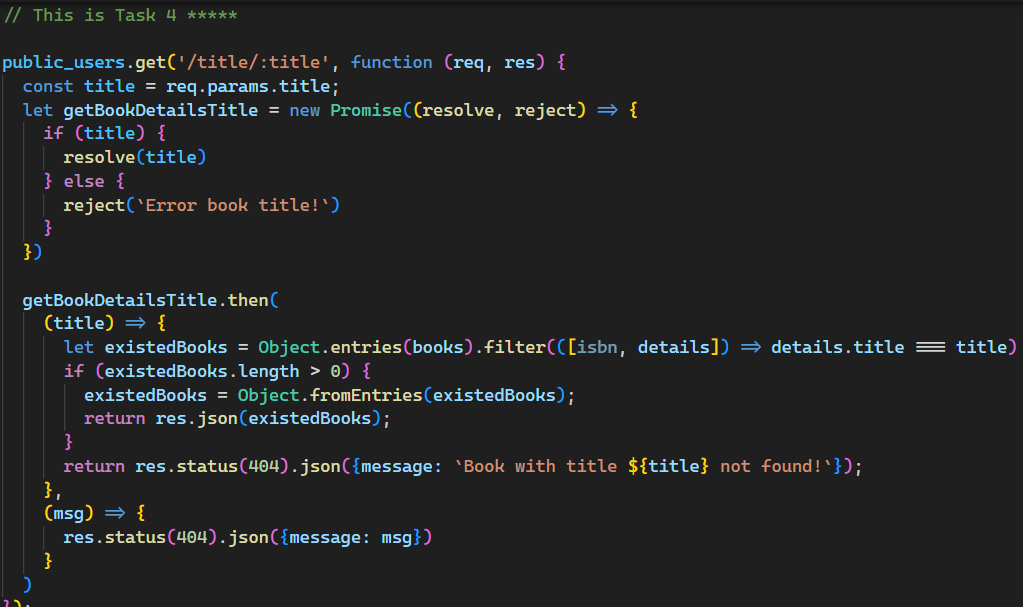 // This is Task 4 *****
public_users.get('/title/:title', function (req, res) {
const title = req.params.title;
let getBookDetailsTitle = new Promise((resolve, reject) => {
if (title) {
resolve(title)
} else {
reject(`Error book title!`)
}
})
getBookDetailsTitle.then(
(title) => {
let existedBooks = Object.entries(books).filter(([isbn, details]) => details.title === title)
if (existedBooks.length > 0) {
existedBooks = Object.fromEntries(existedBooks);
return res.json(existedBooks);
}
return res.status(404).json({message: `Book with title ${title} not found!`});
},
(msg) => {
res.status(404).json({message: msg})
}
)
});